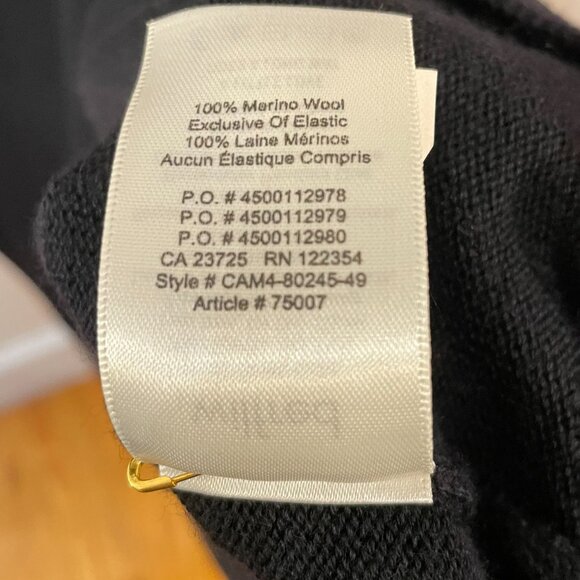 100% Merino Wool
Exclusive Of Elastic
100% Laine Mérinos
Aucun Élastique Compris
P.O. # 4500112978
P.O. # 4500112979
P.O. # 4500112980
CA 23725 RN 122354
Style # CAM4-80245-49
Article # 75007
wilfred